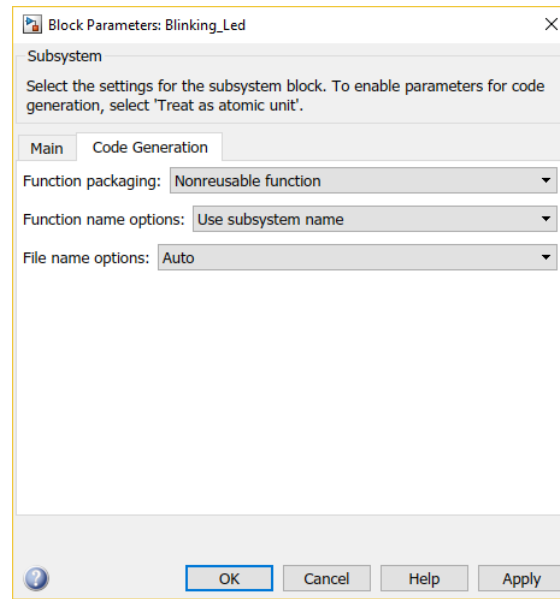 Block Parameters: Blinking_Led
Subsystem
Select the settings for the subsystem block. To enable parameters for code
generation, select 'Treat as atomic unit'.
Main Code Generation
Function packaging: Nonreusable function
Function name options: Use subsystem name
File name options: Auto
? OK Cancel Help Apply